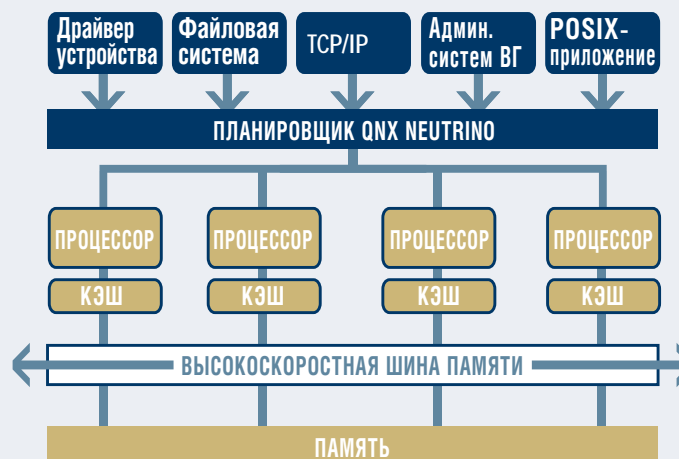 Драйвер
устройства
Файловая
система
TCP/IP
Админ.
систем ВГ
POSIX-
приложение
ПЛАНИРОВЩИК QNX NEUTRINO
ПРОЦЕССОР
ПРОЦЕССОР
ПРОЦЕССОР
ПРОЦЕССОР
КЭШ
КЭШ
КЭШ
КЭШ
ВЫСОКОСКОРОСТНАЯ ШИНА ПАМЯТИ
ПАМЯТЬ